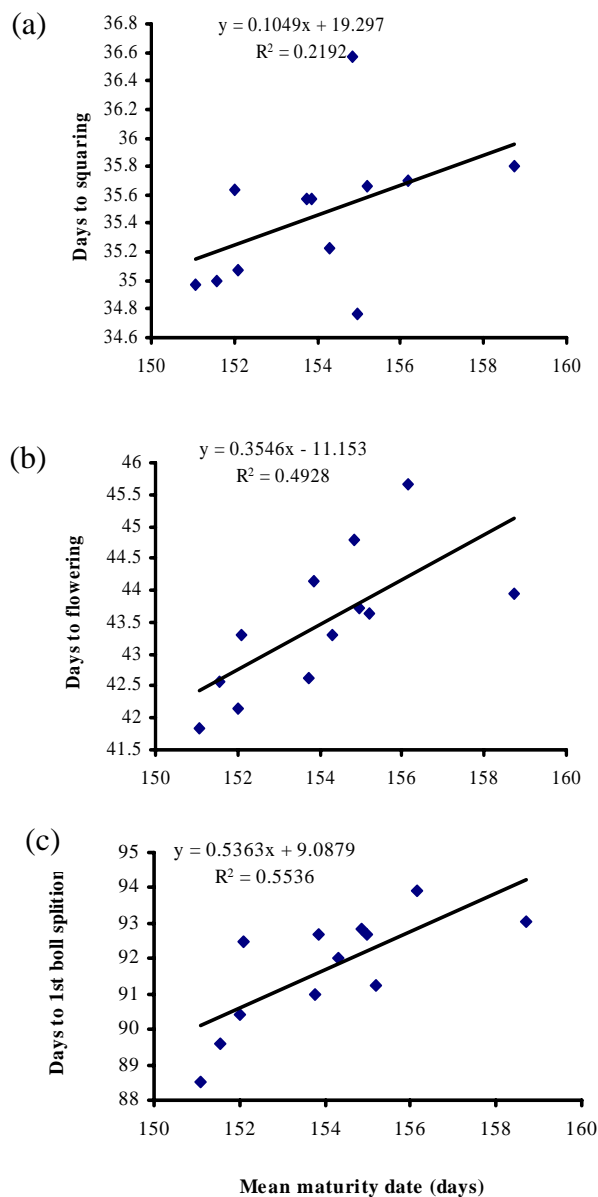 (a)
y = 0.1049x + 19.297
R² = 0.2192
36.8
36.6
36.4
36.2
36
35.8
35.6
35.4
35.2
35
34.8
34.6
Days to squaring
150 152 154 156 158 160
(b)
y = 0.3546x - 11.153
R² = 0.4928
46
45.5
45
44.5
44
43.5
43
42.5
42
41.5
Days to flowering
150 152 154 156 158 160
(c)
y = 0.5363x + 9.0879
R² = 0.5536
95
94
93
92
91
90
89
88
Days to 1st boll splition
150 152 154 156 158 160
Mean maturity date (days)